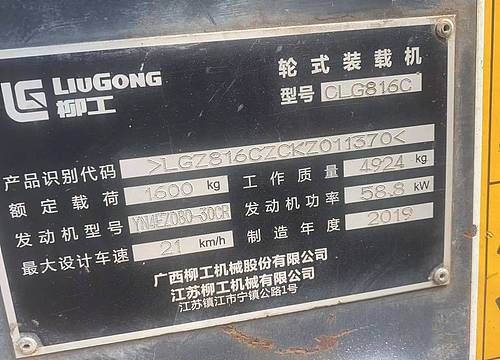 LIUGONG
柳工
轮式装载机
型号 CLG816C
产品识别代码 >LGZ816CZCKZ011370<
额定载荷 1600 kg 工作质量 4924 kg
发动机型号 YN4EZ080-30CR 发动机功率 58.8 kW
最大设计车速 21 km/h 制造年度 2019
广西柳工机械股份有限公司
江苏柳工机械有限公司
江苏镇江市宁镇公路1号